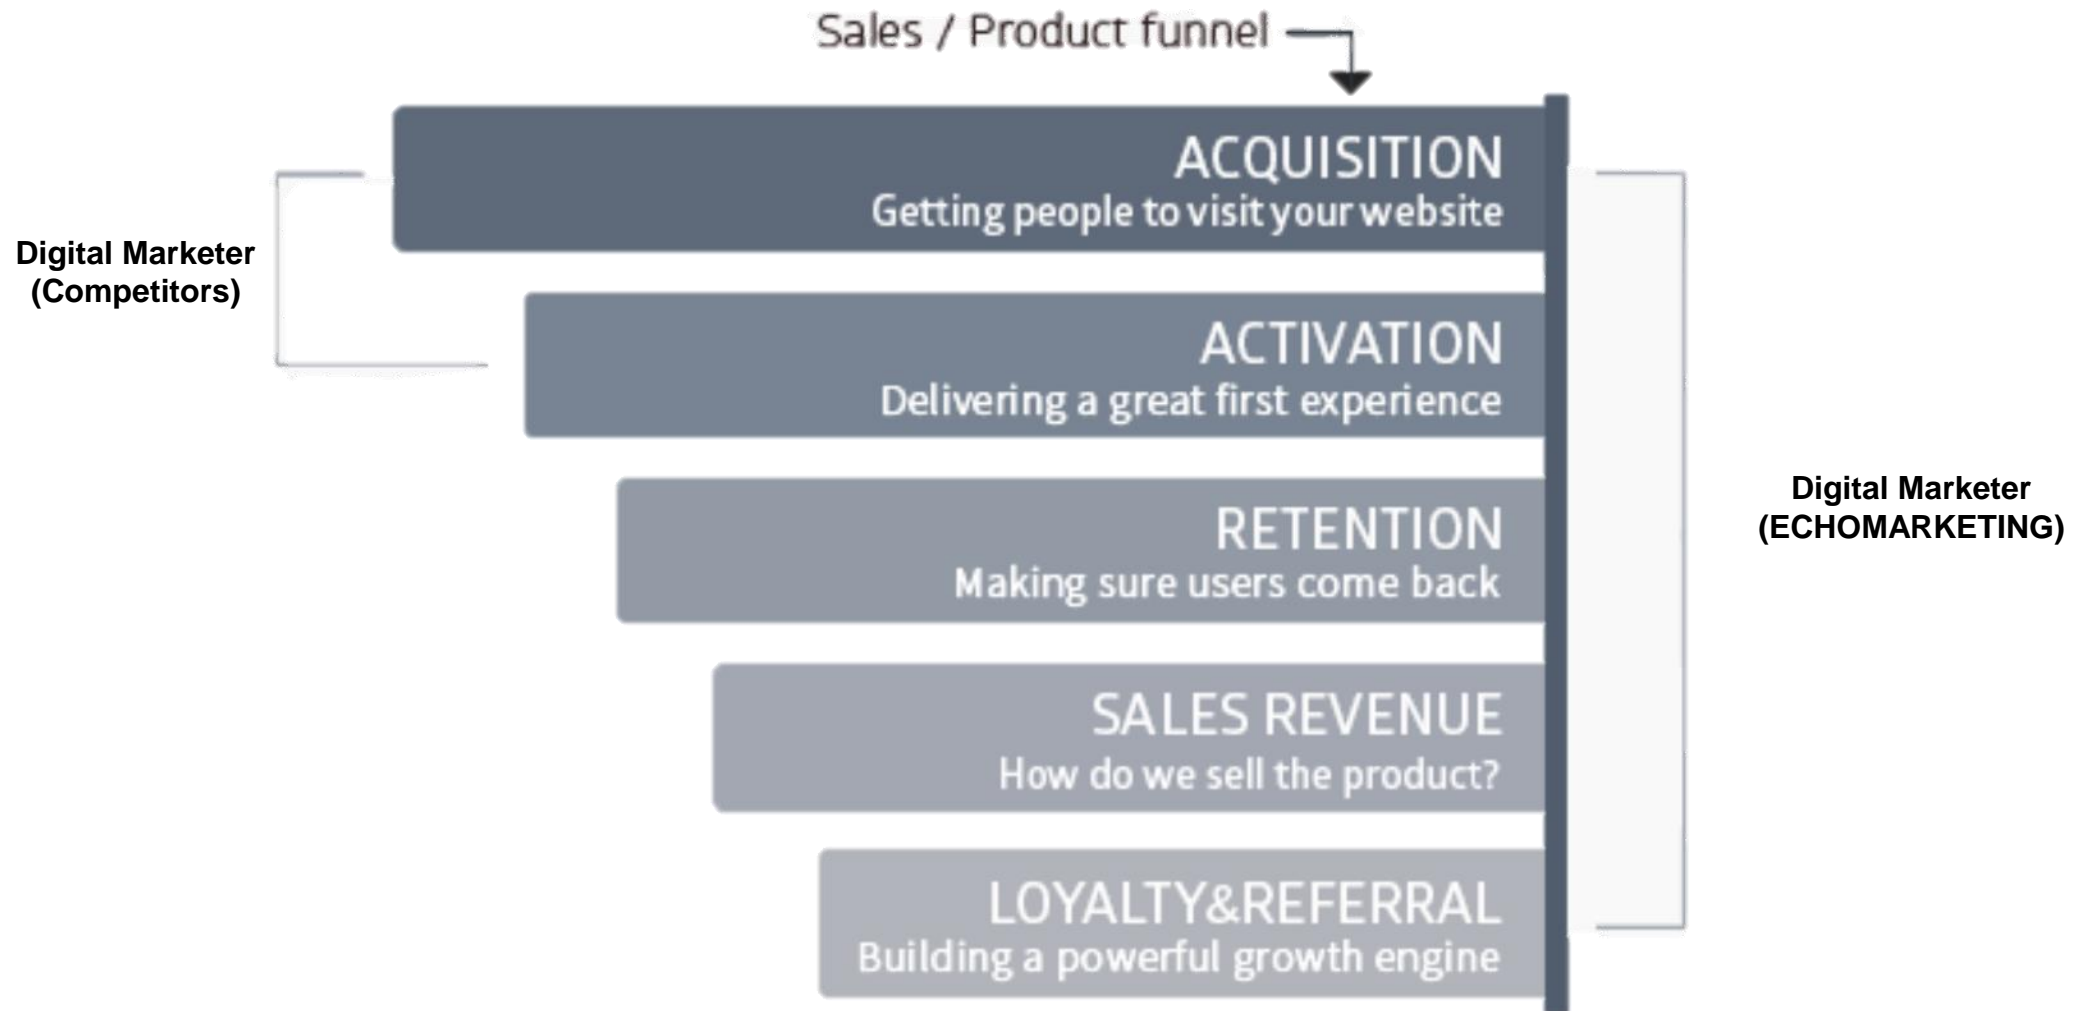 Sales / Product funnel
ACQUISITION
Getting people to visit your website
Digital Marketer
(Competitors)
ACTIVATION
Delivering a great first experience
RETENTION
Making sure users come back
Digital Marketer
(ECHOMARKETING)
SALES REVENUE
How do we sell the product?
LOYALTY&REFERRAL
Building a powerful growth engine